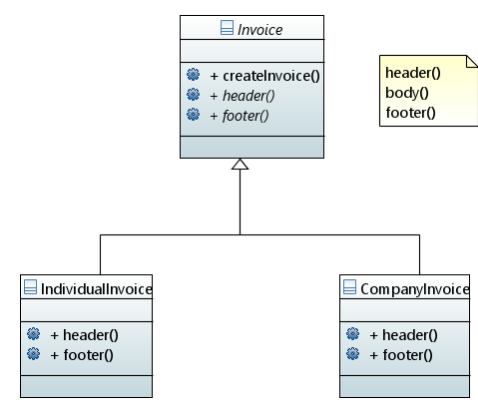 Invoice
+ createInvoice()
+ header()
+ footer()
header()
body()
footer()
IndividualInvoice
+ header()
+ footer()
CompanyInvoice
+ header()
+ footer()